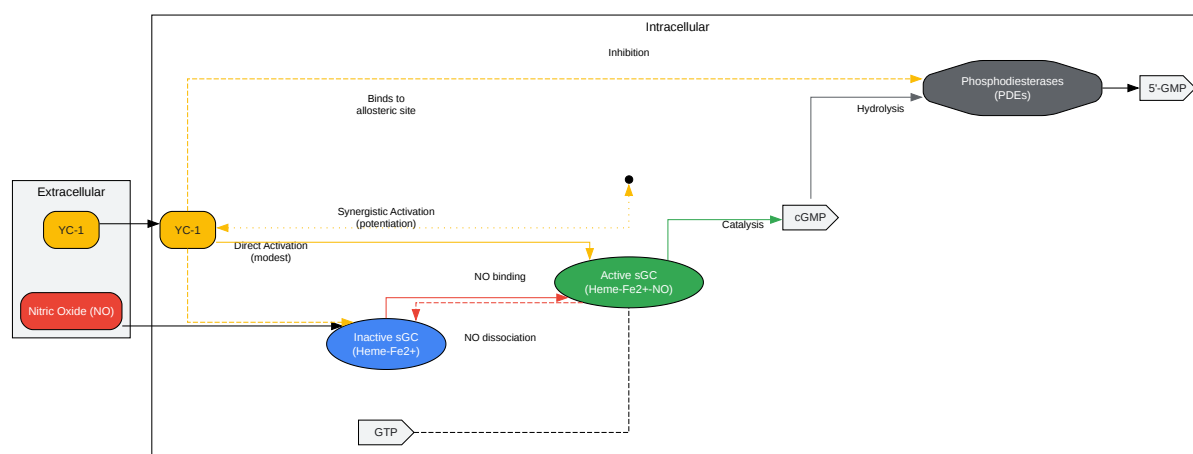 Intracellular
Inhibition
Phosphodiesterases
(PDEs)
5'-GMP
Binds to
allosteric site
Hydrolysis
Extracellular
YC-1
YC-1
Synergistic Activation
(potentiation)
cGMP
Catalysis
Direct Activation
(modest)
NO binding
Active sGC
(Heme-Fe2+-NO)
Nitric Oxide (NO)
Inactive sGC
(Heme-Fe2+)
NO dissociation
GTP